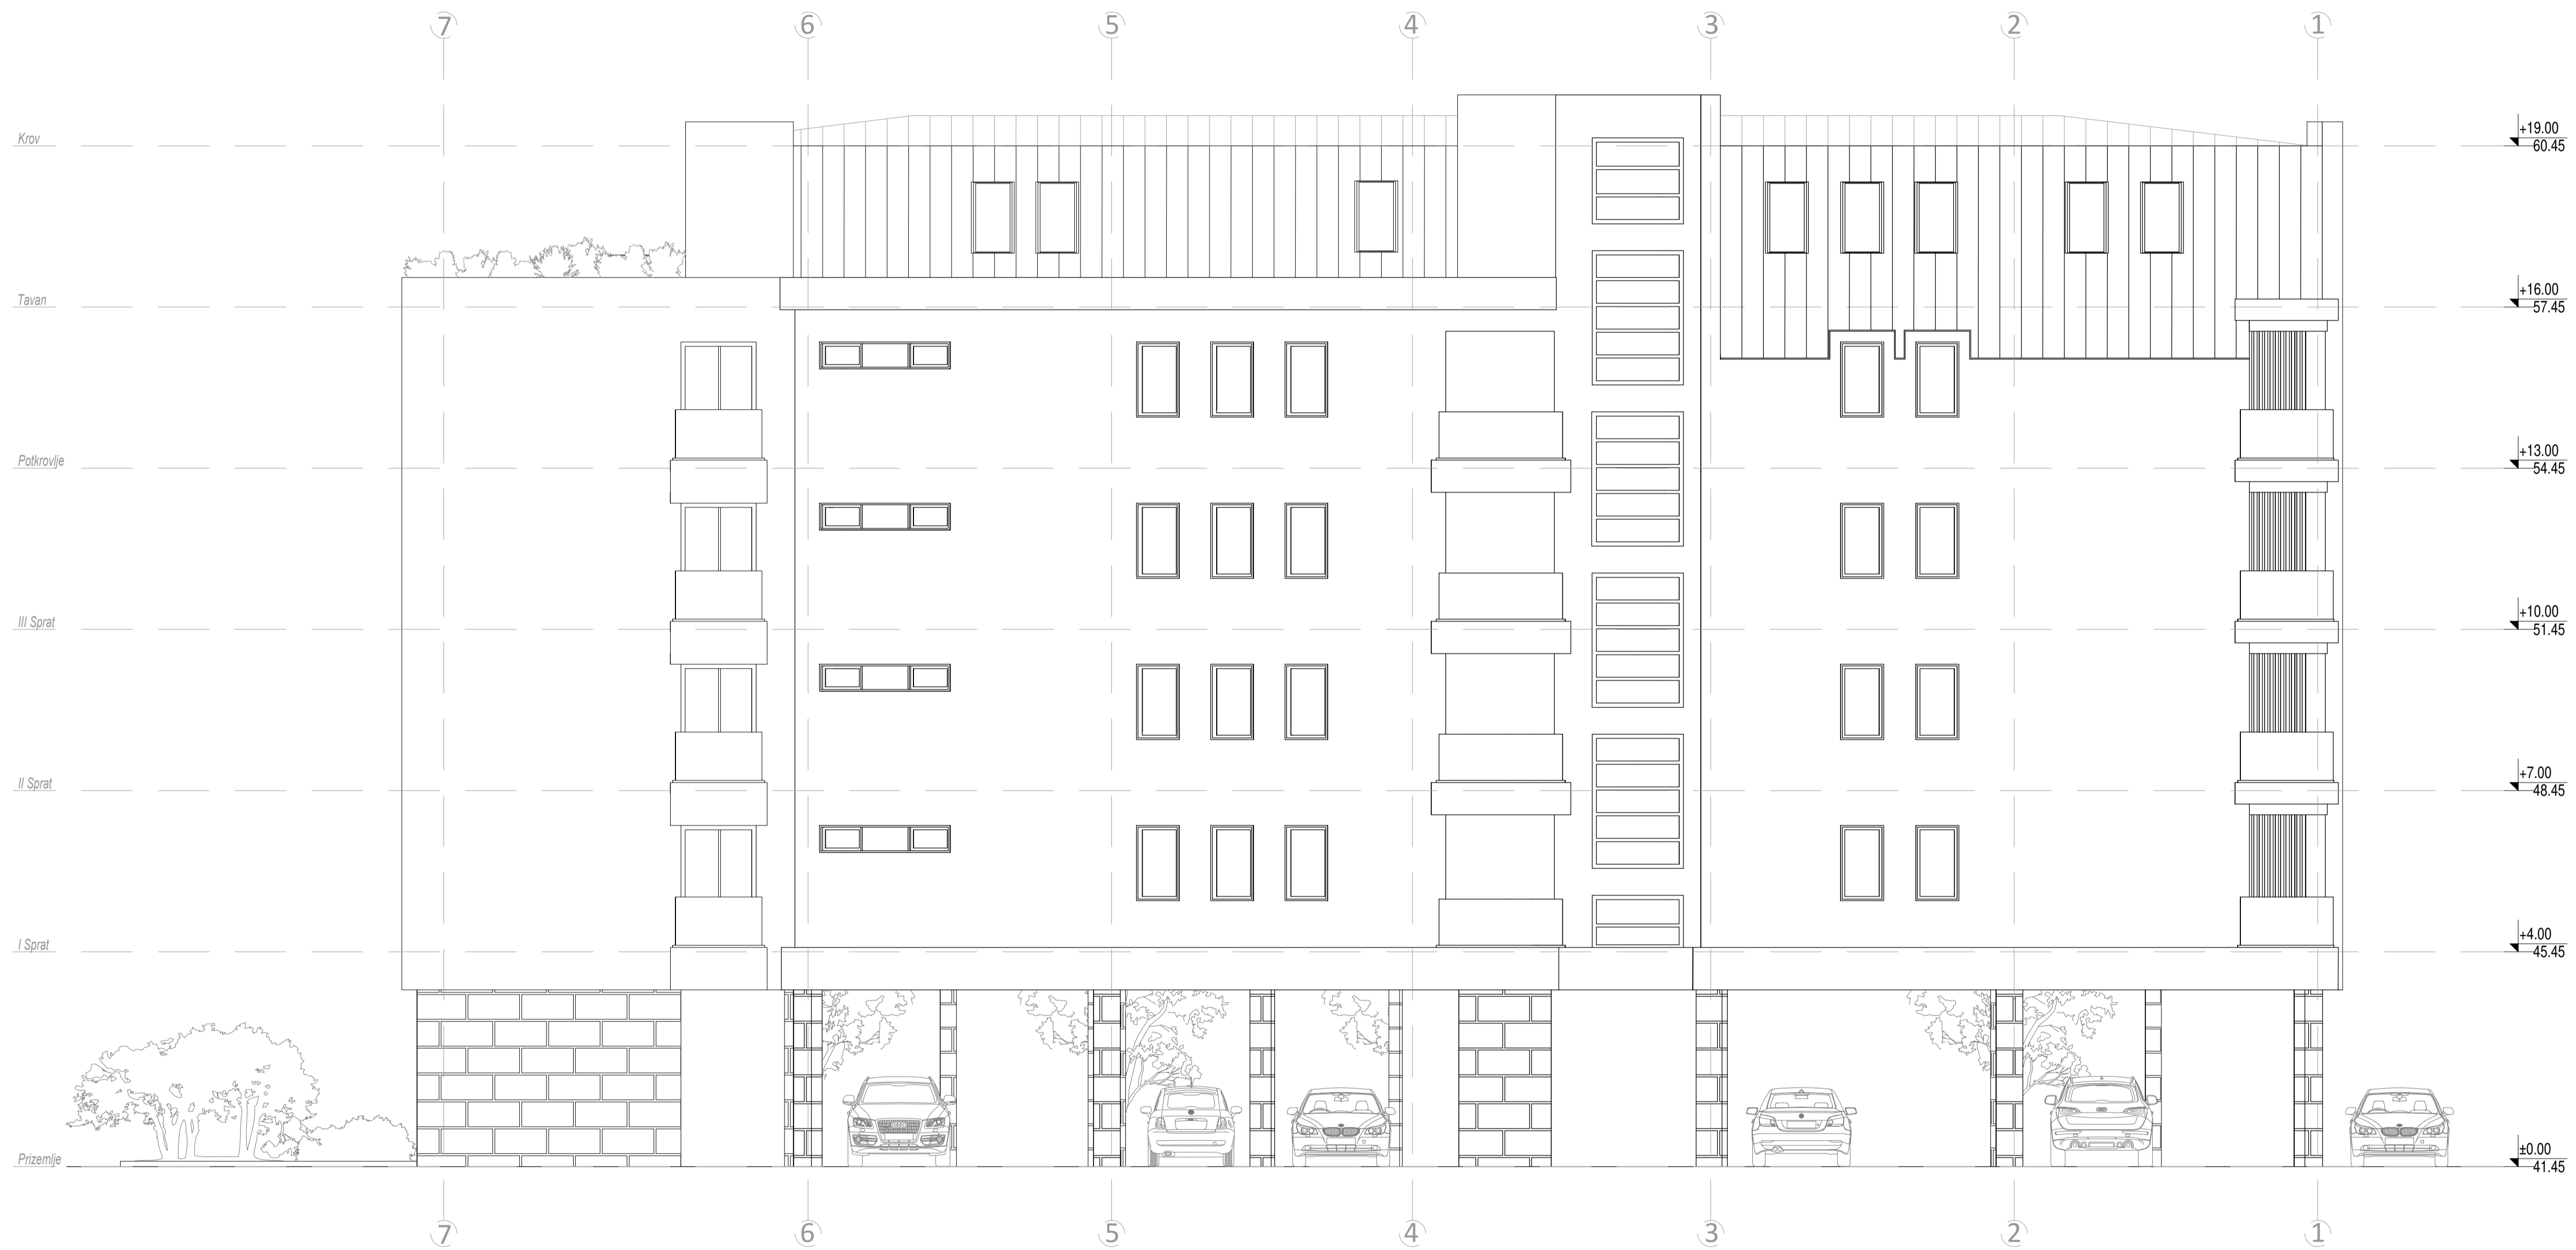 7 6 5 4 3 2 1
Krov
+19.00
60.45
Tavan
+16.00
57.45
Potkrovlje
+13.00
54.45
III Sprat
+10.00
51.45
II Sprat
+7.00
48.45
I Sprat
+4.00
45.45
Prizemlje
±0.00
41.45
7 6 5 4 3 2 1